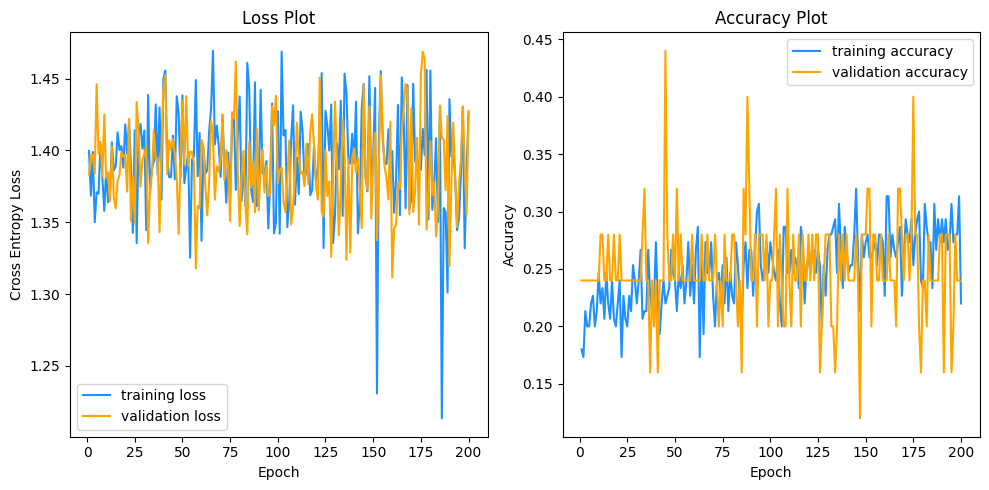 Loss Plot
Cross Entropy Loss
1.45
1.40
1.35
1.30
1.25
training loss
validation loss
0 25 50 75 100 125 150 175 200
Epoch
Accuracy Plot
Accuracy
0.45
0.40
0.35
0.30
0.25
0.20
0.15
training accuracy
validation accuracy
0 25 50 75 100 125 150 175 200
Epoch